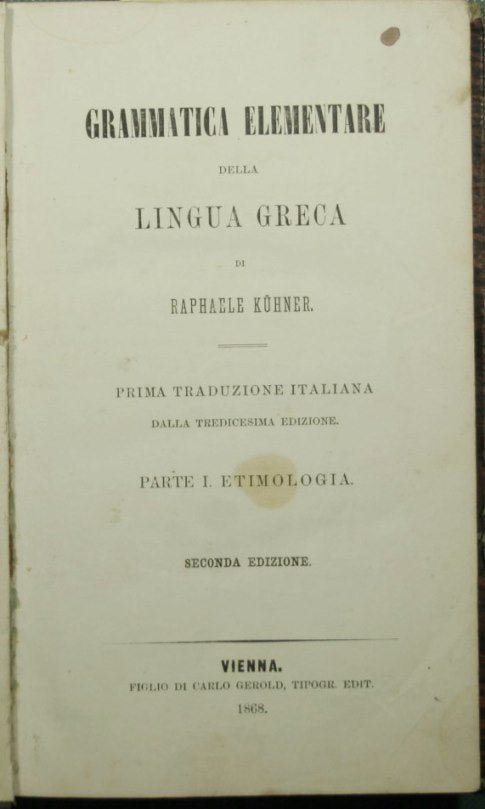 GRAMMATICA ELEMENTARE
DELLA
LINGUA GRECA
DI
RAPHAELE KÜHNER.
PRIMA TRADUZIONE ITALIANA
DALLA TREDICESIMA EDIZIONE.
PARTE I. ETIMOLOGIA.
SECONDA EDIZIONE.
VIENNA.
FIGLIO DI CARLO GEROLD, TIPOGR. EDIT.
1868.